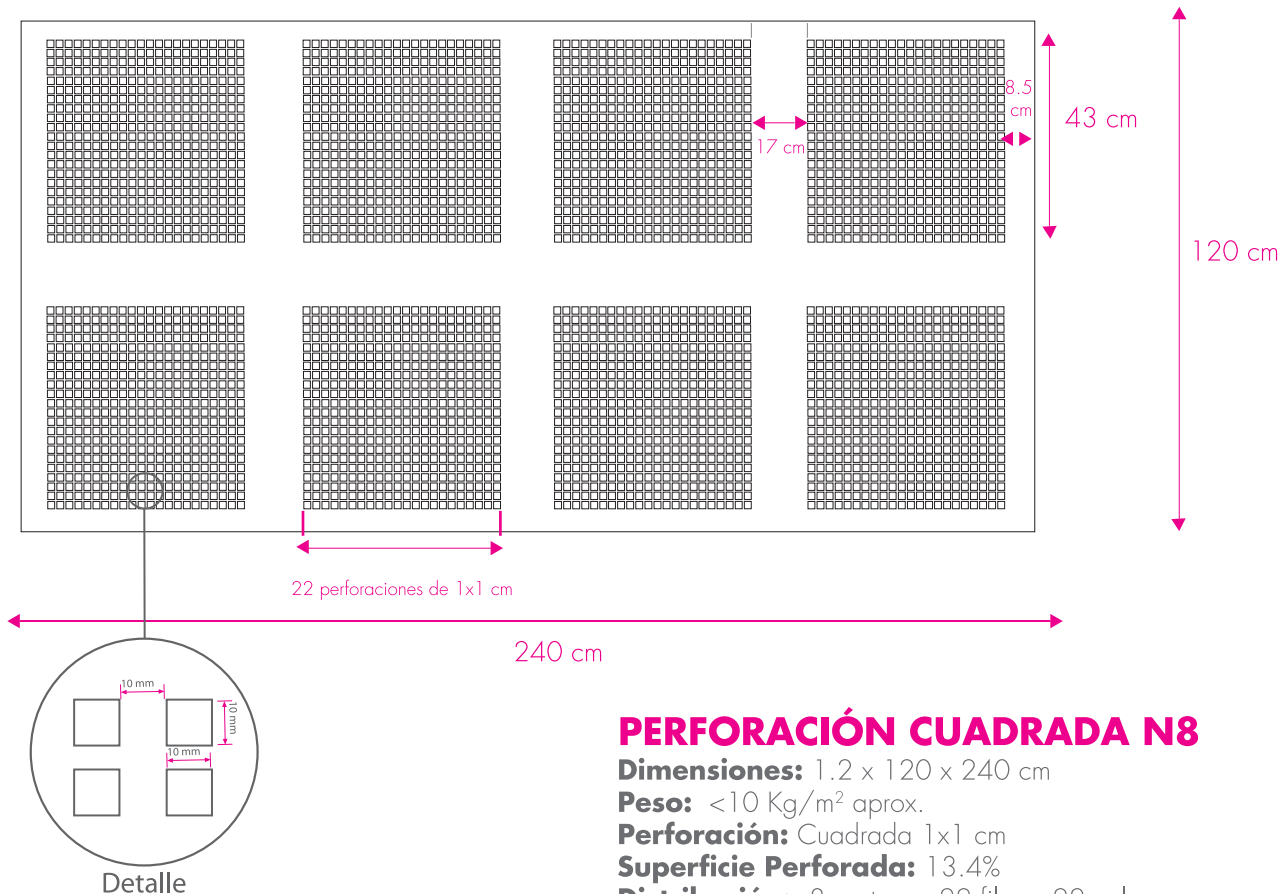 8.5
cm
43 cm
17 cm
120 cm
22 perforaciones de 1x1 cm
240 cm
10 mm
10 mm
10 mm
Detalle
PERFORACIÓN CUADRADA N8
Dimensiones: 1.2 x 120 x 240 cm
Peso: <10 Kg/m² aprox.
Perforación: Cuadrada 1x1 cm
Superficie Perforada: 13.4%